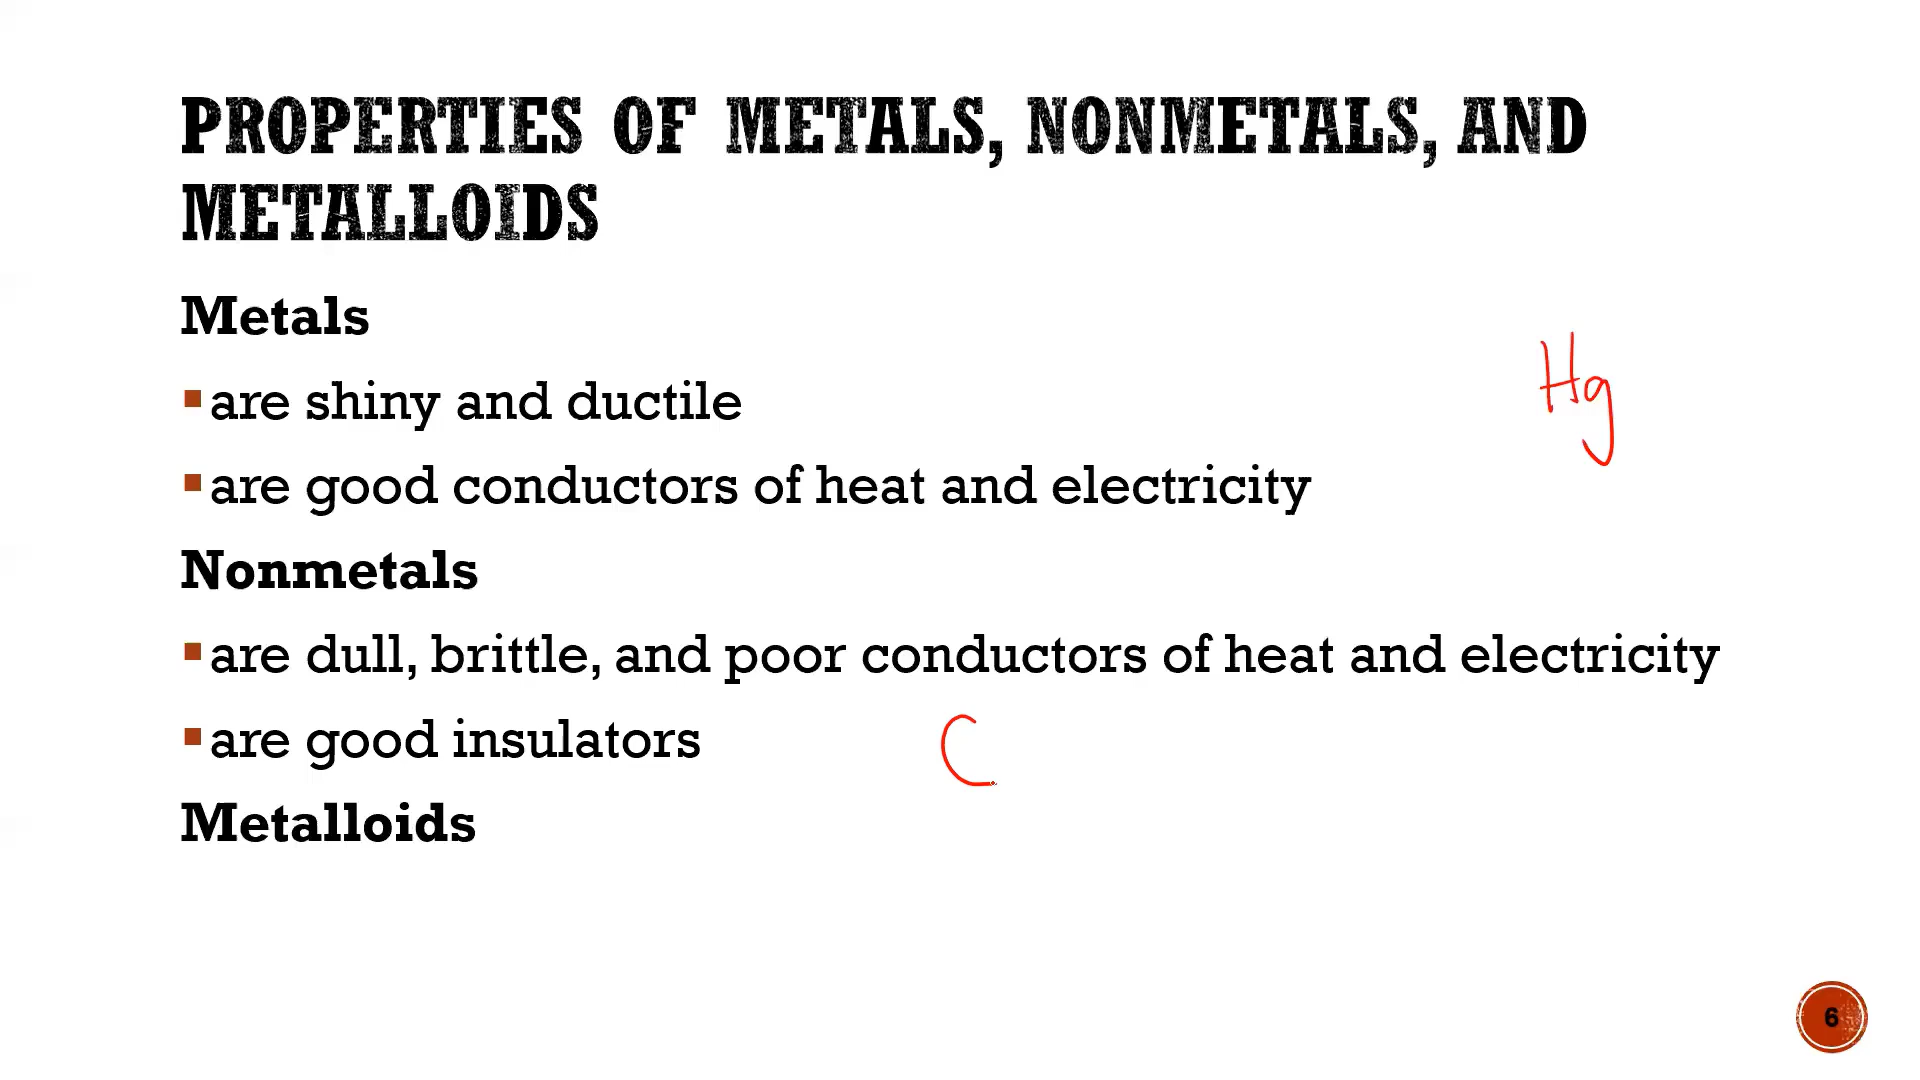 PROPERTIES OF METALS, NONMETALS, AND
METALLOIDS
Metals
▪are shiny and ductile
Hg
▪are good conductors of heat and electricity
Nonmetals
▪are dull, brittle, and poor conductors of heat and electricity
▪are good insulators
C
Metalloids
6